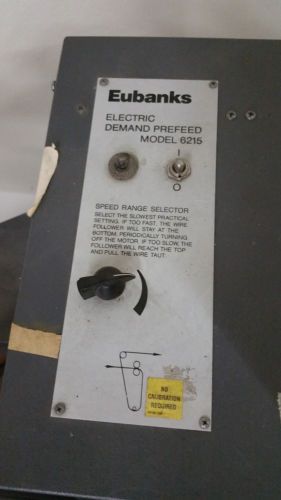 Eubanks
ELECTRIC
DEMAND PREFEED
MODEL 6215
I
O
SPEED RANGE SELECTOR
SELECT THE SLOWEST PRACTICAL
SETTING. IF TOO FAST, THE WIRE
FOLLOWER WILL STAY AT THE
BOTTOM, PERIODICALLY TURNING
OFF THE MOTOR. IF TOO SLOW, THE
FOLLOWER WILL REACH THE TOP
AND PULL THE WIRE TAUT.
NO
CALIBRATION
REQUIRED